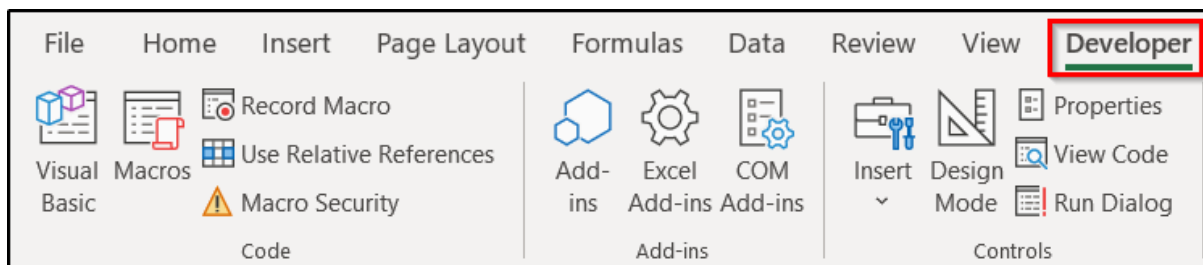 File Home Insert Page Layout Formulas Data Review View Developer
Visual Basic
Macros
Record Macro
Use Relative References
Macro Security
Code
Add-
ins
Excel
Add-ins
COM
Add-ins
Add-ins
Insert
Design
Mode
Properties
View Code
Run Dialog
Controls